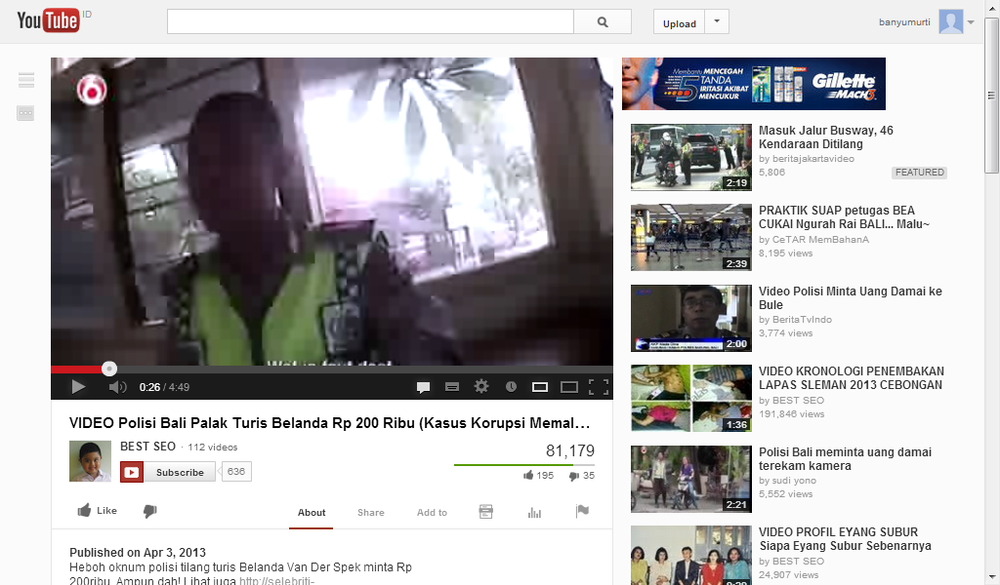 YouTube ID
Upload
banyumurti
Membantu MENCEGAH
5 TANDA
IRITASI AKIBAT
MENCUKUR
Gillette
MACH3
0:26 / 4:49
VIDEO Polisi Bali Palak Turis Belanda Rp 200 Ribu (Kasus Korupsi Memal...
BEST SEO · 112 videos
Subscribe 636
81,179
195 35
Like
About Share Add to
Published on Apr 3, 2013
Heboh oknum polisi tilang turis Belanda Van Der Spek minta Rp
200ribu. Ampun dah! Lihat juga http://selebriti-
Masuk Jalur Busway, 46
Kendaraan Ditilang
by beritajakartavideo
5,806 FEATURED
2:19
PRAKTIK SUAP petugas BEA
CUKAI Ngurah Rai BALI... Malu~
by CeTAR MemBahanA
8,195 views
2:39
Video Polisi Minta Uang Damai ke
Bule
by BeritaTvIndo
3,774 views
2:00
VIDEO KRONOLOGI PENEMBAKAN
LAPAS SLEMAN 2013 CEBONGAN
by BEST SEO
191,846 views
1:36
Polisi Bali meminta uang damai
terekam kamera
by sudi yono
5,552 views
2:21
VIDEO PROFIL EYANG SUBUR
Siapa Eyang Subur Sebenarnya
by BEST SEO
24,907 views